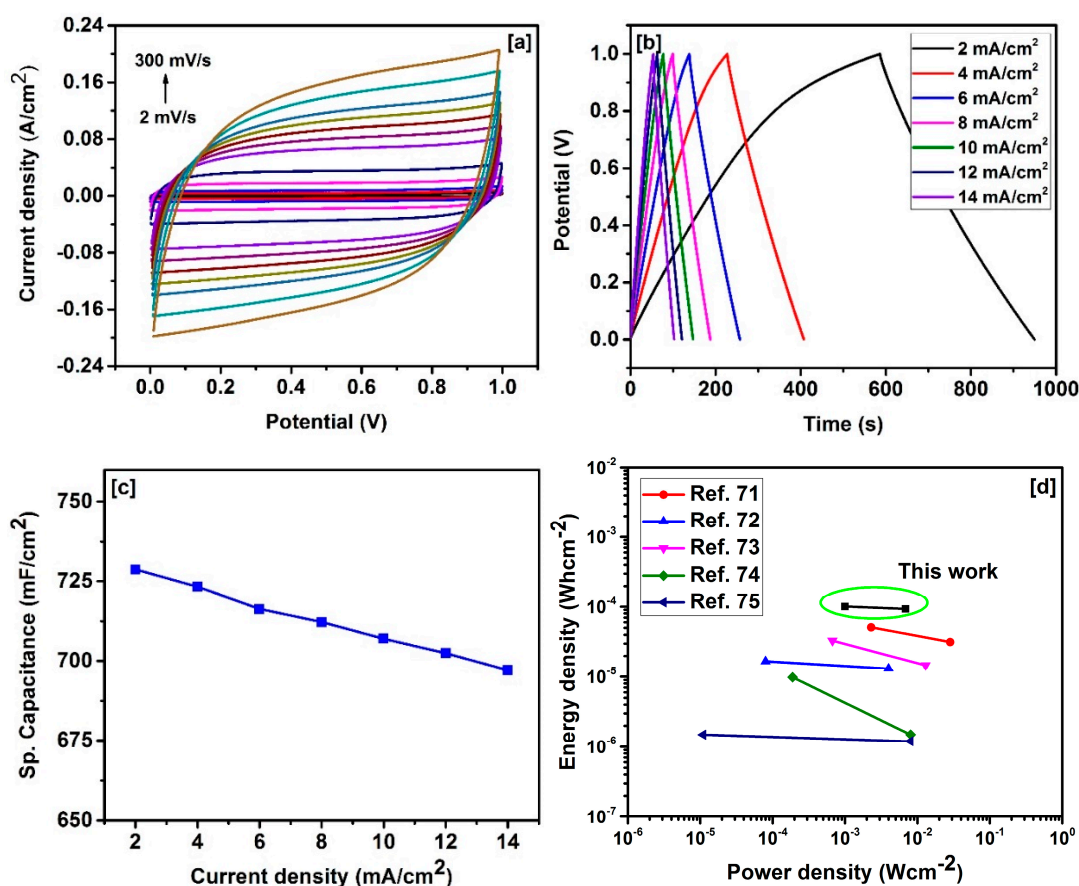 [a]
300 mV/s
2 mV/s
0.24
0.16
0.08
0.00
-0.08
-0.16
-0.24
Current density (A/cm²)
0.0 0.2 0.4 0.6 0.8 1.0
Potential (V)
[b]
2 mA/cm²
4 mA/cm²
6 mA/cm²
8 mA/cm²
10 mA/cm²
12 mA/cm²
14 mA/cm²
1.0
0.8
0.6
0.4
0.2
0.0
Potential (V)
0 200 400 600 800 1000
Time (s)
[c]
750
725
700
675
650
Sp. Capacitance (mF/cm²)
2 4 6 8 10 12 14
Current density (mA/cm²)
[d]
Ref. 71
Ref. 72
Ref. 73
Ref. 74
Ref. 75
This work
10⁻²
10⁻³
10⁻⁴
10⁻⁵
10⁻⁶
10⁻⁷
Energy density (Whcm⁻²)
10⁻⁶ 10⁻⁵ 10⁻⁴ 10⁻³ 10⁻² 10⁻¹ 10⁰
Power density (Wcm⁻²)